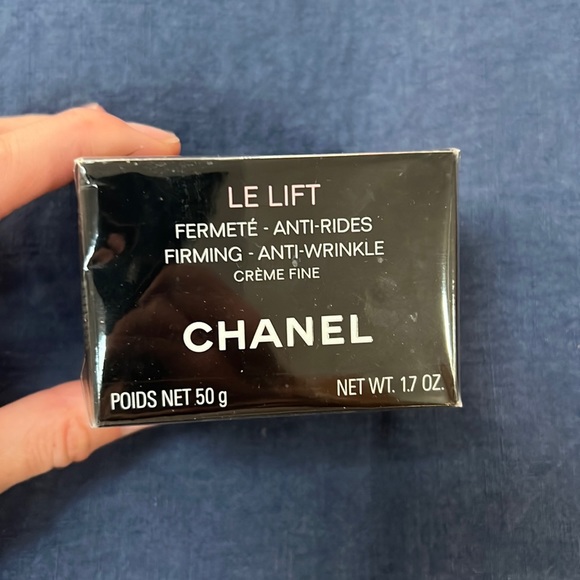 LE LIFT
FERMETÉ - ANTI-RIDES
FIRMING - ANTI-WRINKLE
CRÈME FINE
CHANEL
POIDS NET 50 g NET WT. 1.7 OZ.